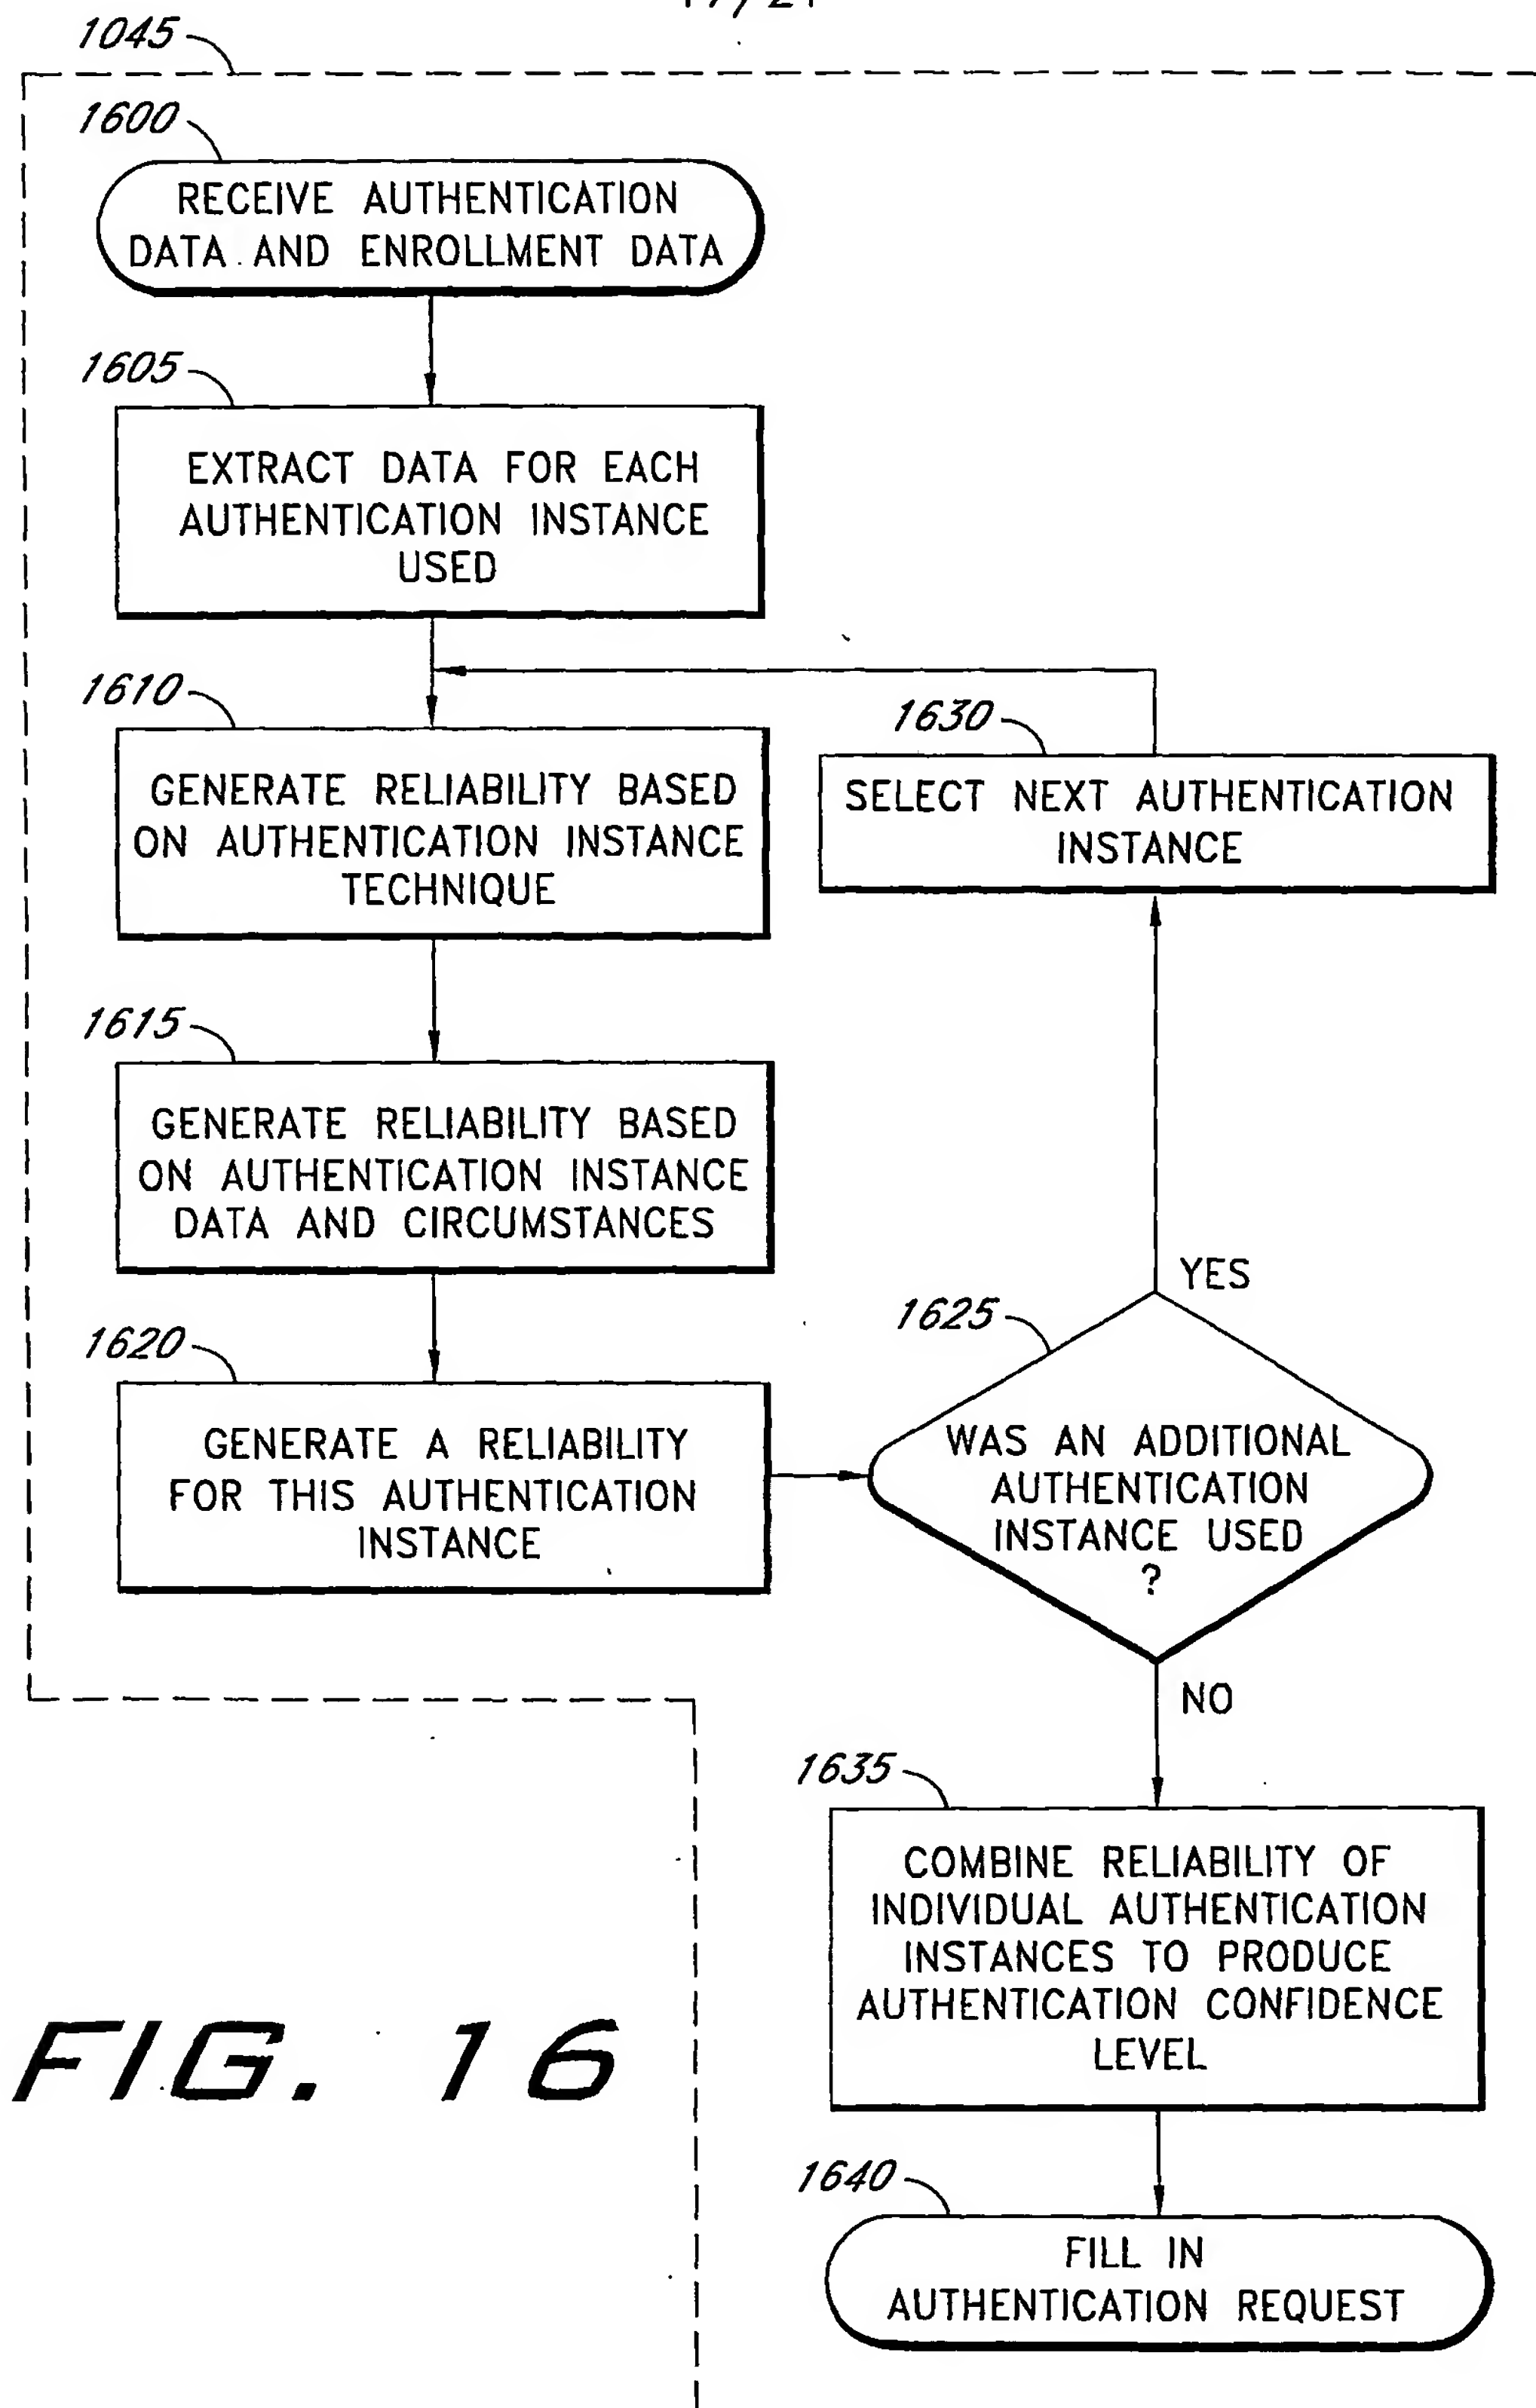 1045
1600
RECEIVE AUTHENTICATION
DATA AND ENROLLMENT DATA
1605
EXTRACT DATA FOR EACH
AUTHENTICATION INSTANCE
USED
1610
GENERATE RELIABILITY BASED
ON AUTHENTICATION INSTANCE
TECHNIQUE
1630
SELECT NEXT AUTHENTICATION
INSTANCE
1615
GENERATE RELIABILITY BASED
ON AUTHENTICATION INSTANCE
DATA AND CIRCUMSTANCES
YES
1625
1620
GENERATE A RELIABILITY
FOR THIS AUTHENTICATION
INSTANCE
WAS AN ADDITIONAL
AUTHENTICATION
INSTANCE USED
?
NO
1635
COMBINE RELIABILITY OF
INDIVIDUAL AUTHENTICATION
INSTANCES TO PRODUCE
AUTHENTICATION CONFIDENCE
LEVEL
FIG. 16
1640
FILL IN
AUTHENTICATION REQUEST